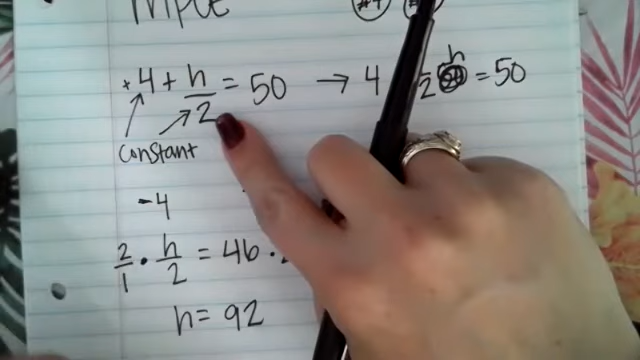 Triple #4
+4 + h/2 = 50 → 4 2 h = 50
constant
-4
2/1 • h/2 = 46 •
h = 92